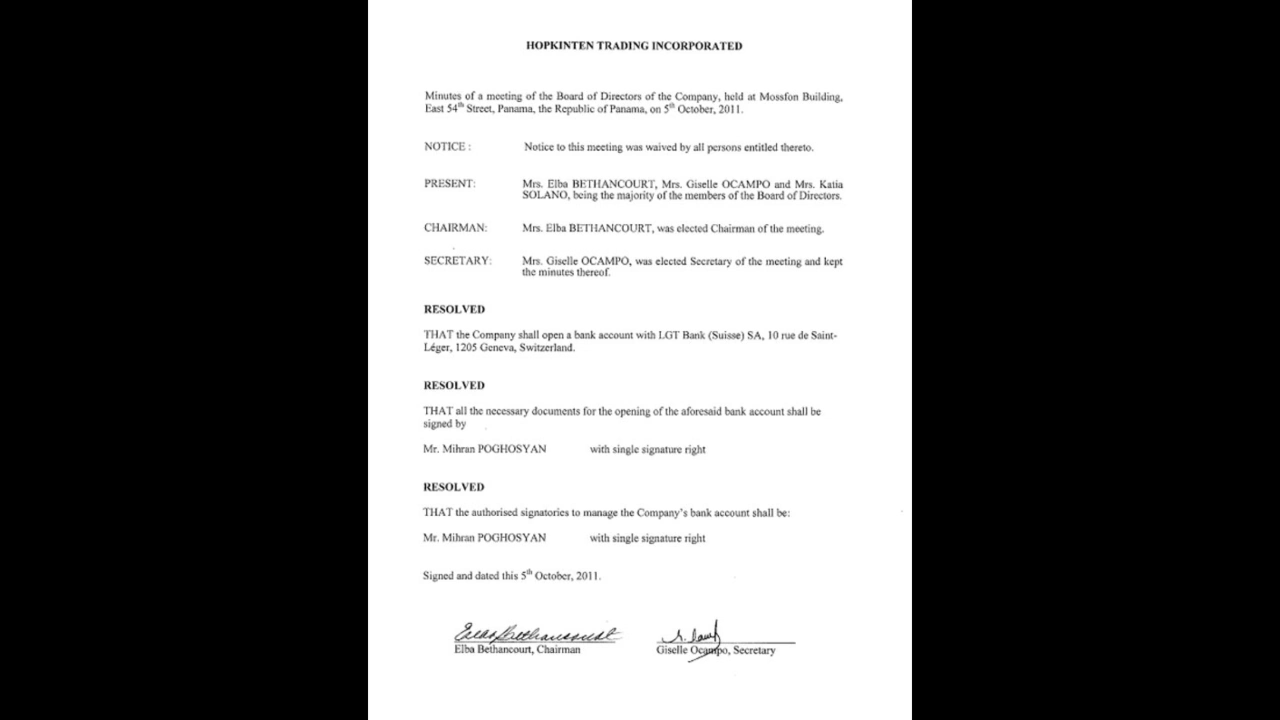 HOPKINTEN TRADING INCORPORATED
Minutes of a meeting of the Board of Directors of the Company, held at Mossfon Building,
East 54th Street, Panama, the Republic of Panama, on 5th October, 2011.
NOTICE : Notice to this meeting was waived by all persons entitled thereto.
PRESENT: Mrs. Elba BETHANCOURT, Mrs. Giselle OCAMPO and Mrs. Katia
SOLANO, being the majority of the members of the Board of Directors.
CHAIRMAN: Mrs. Elba BETHANCOURT, was elected Chairman of the meeting.
SECRETARY: Mrs. Giselle OCAMPO, was elected Secretary of the meeting and kept
the minutes thereof.
RESOLVED
THAT the Company shall open a bank account with LGT Bank (Suisse) SA, 10 rue de Saint-
Léger, 1205 Geneva, Switzerland.
RESOLVED
THAT all the necessary documents for the opening of the aforesaid bank account shall be
signed by
Mr. Mihran POGHOSYAN with single signature right
RESOLVED
THAT the authorised signatories to manage the Company's bank account shall be:
Mr. Mihran POGHOSYAN with single signature right
Signed and dated this 5th October, 2011.
Elba Bethancourt, Chairman Giselle Ocampo, Secretary